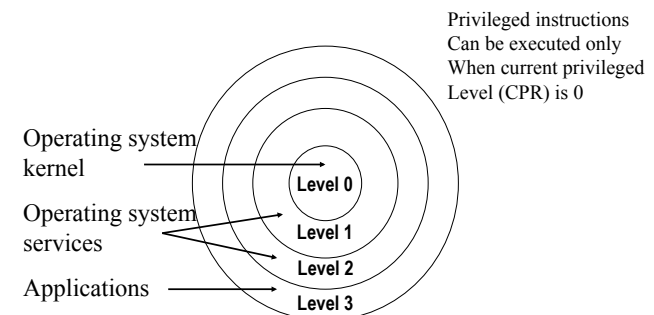 Privileged instructions
Can be executed only
When current privileged
Level (CPR) is 0
Operating system
kernel
Level 0
Operating system
services
Level 1
Level 2
Applications
Level 3